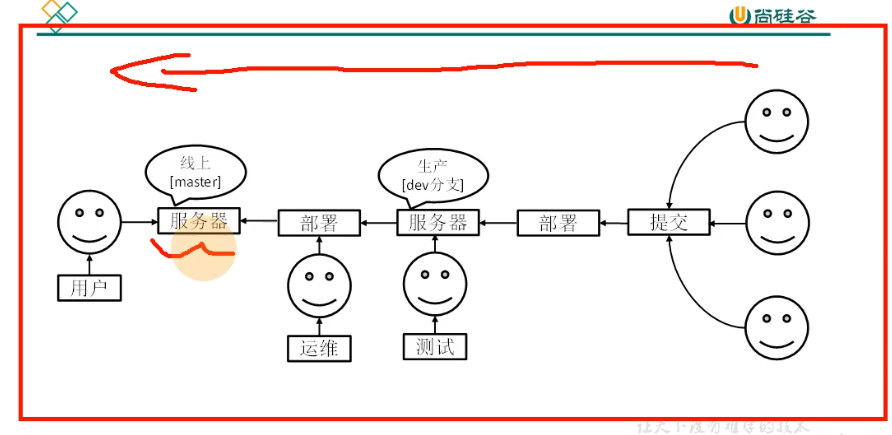 尚硅谷
线上
[master]
生产
[dev分支]
服务器
部署
服务器
部署
提交
用户
运维
测试
让天下没有难学的技术